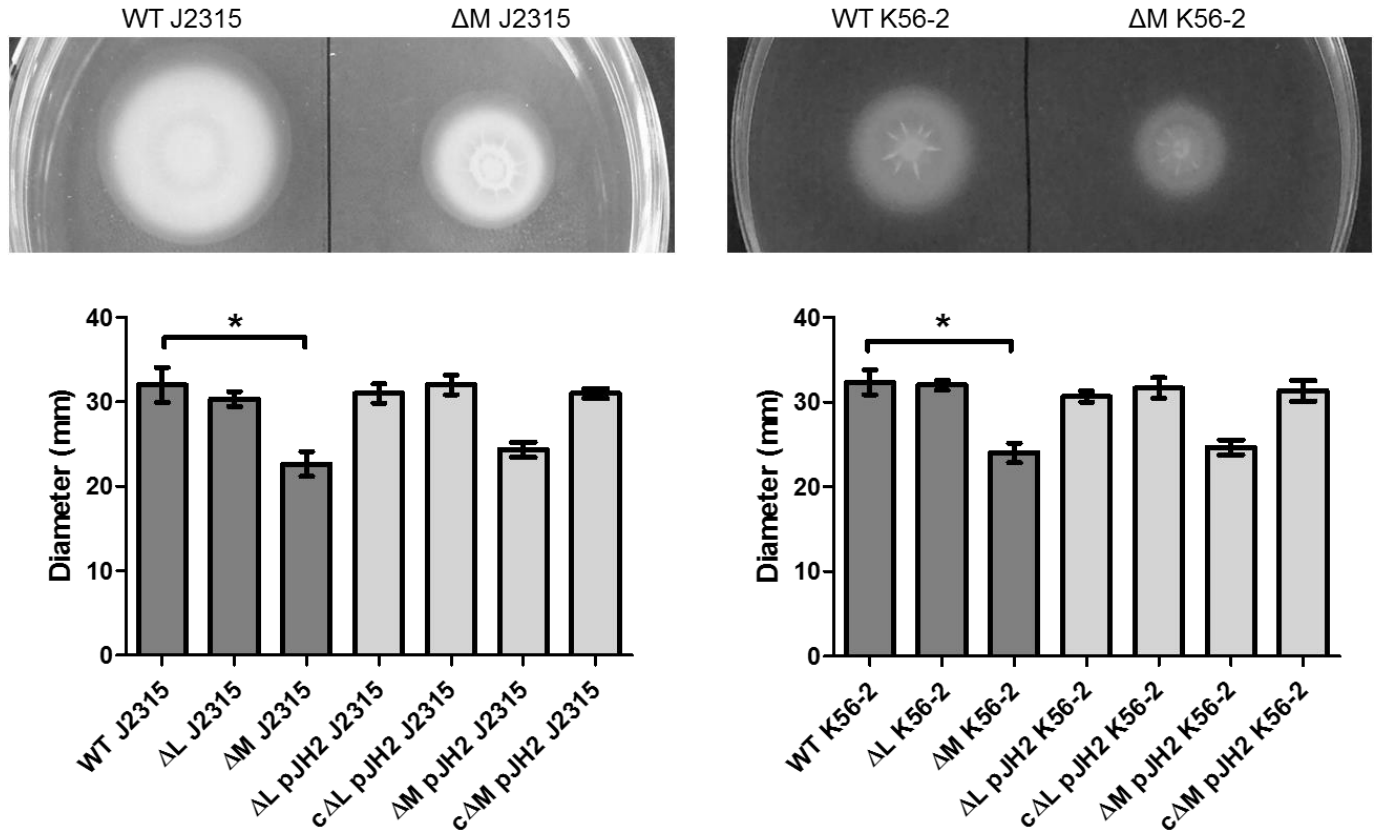 WT J2315
ΔM J2315
WT K56-2
ΔM K56-2
*
40
30
20
10
0
Diameter (mm)
WT J2315
ΔL J2315
ΔM J2315
ΔL pJH2 J2315
cΔL pJH2 J2315
ΔM pJH2 J2315
cΔM pJH2 J2315
*
40
30
20
10
0
Diameter (mm)
WT K56-2
ΔL K56-2
ΔM K56-2
ΔL pJH2 K56-2
cΔL pJH2 K56-2
ΔM pJH2 K56-2
cΔM pJH2 K56-2